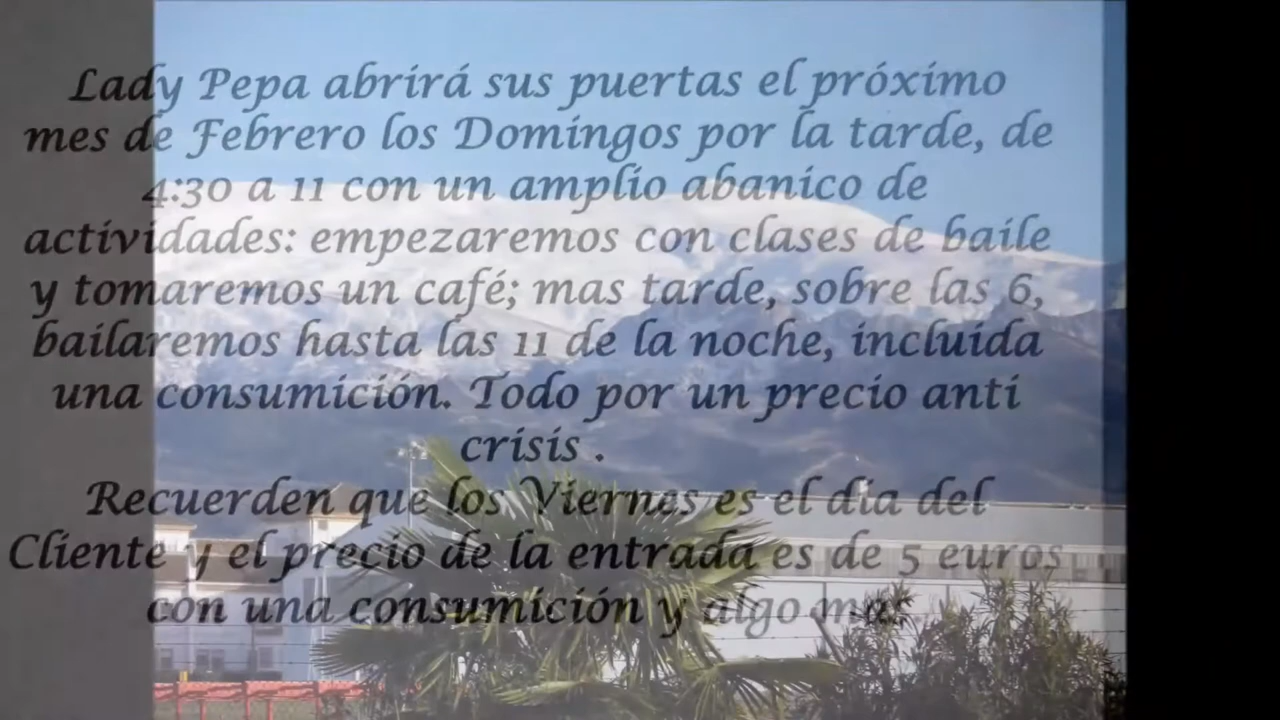 Lady Pepa abrirá sus puertas el próximo
mes de Febrero los Domingos por la tarde, de
4:30 a 11 con un amplio abanico de
actividades: empezaremos con clases de baile
y tomaremos un café; mas tarde, sobre las 6,
bailaremos hasta las 11 de la noche, incluida
una consumición. Todo por un precio anti
crisis .
Recuerden que los Viernes es el día del
Cliente y el precio de la entrada es de 5 euros
con una consumición y algo mas